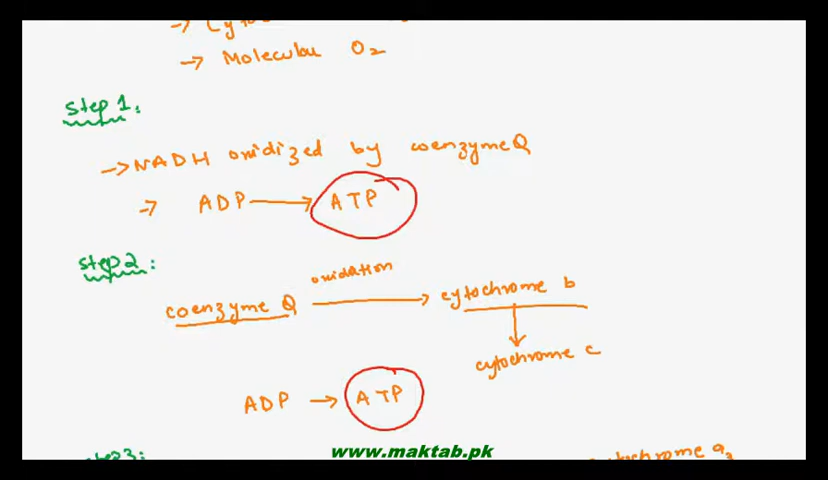 → Molecular O2
Step 1:
→ NADH oxidized by coenzyme Q
→ ADP → ATP
Step 2:
oxidation
coenzyme Q → cytochrome b
cytochrome c
ADP → ATP
www.maktab.pk